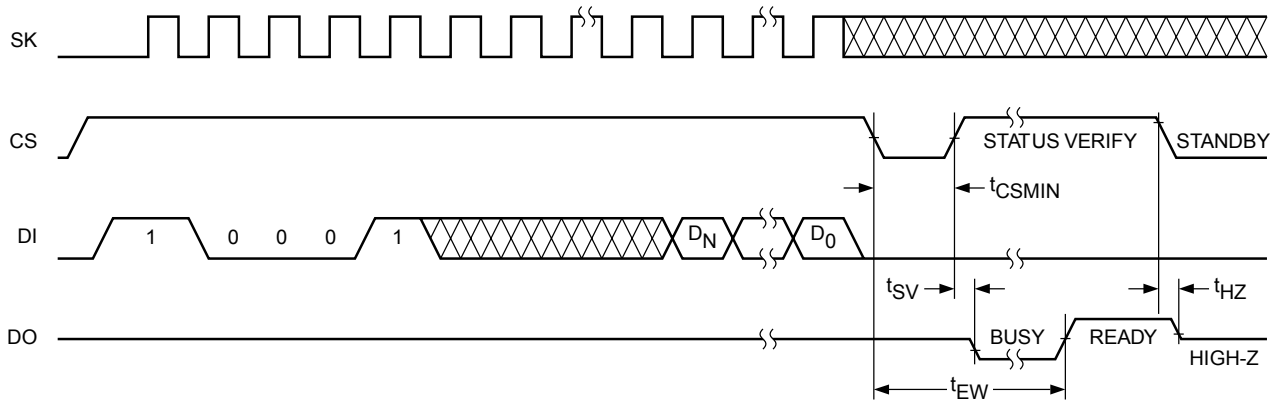 SK
CS
STATUS VERIFY
STANDBY
tCSMIN
DI
1
0
0
0
1
DN
D0
tSV
tHZ
DO
BUSY
READY
HIGH-Z
tEW